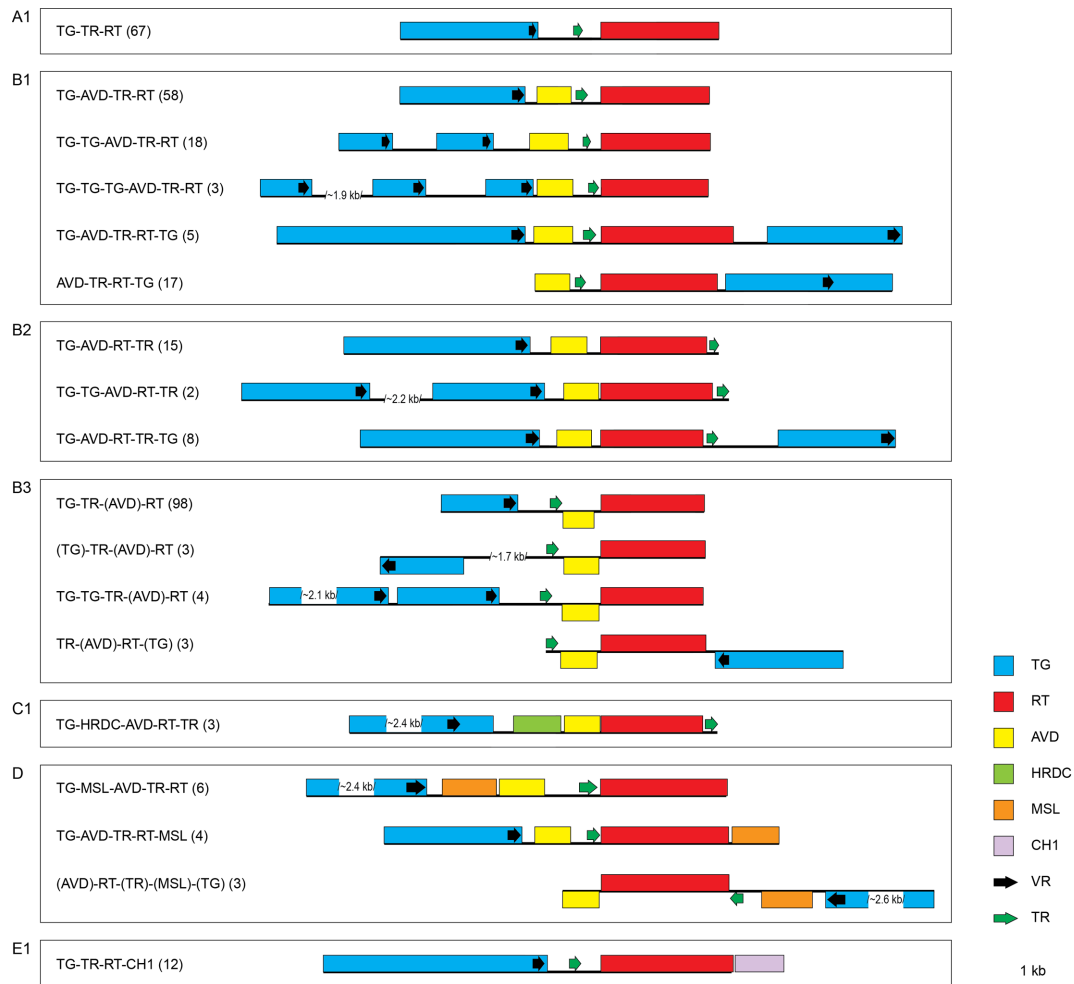 A1
TG-TR-RT (67)
B1
TG-AVD-TR-RT (58)
TG-TG-AVD-TR-RT (18)
TG-TG-TG-AVD-TR-RT (3)
/~1.9 kb/
TG-AVD-TR-RT-TG (5)
AVD-TR-RT-TG (17)
B2
TG-AVD-RT-TR (15)
TG-TG-AVD-RT-TR (2)
/~2.2 kb/
TG-AVD-RT-TR-TG (8)
B3
TG-TR-(AVD)-RT (98)
(TG)-TR-(AVD)-RT (3)
/~1.7 kb/
TG-TG-TR-(AVD)-RT (4)
/~2.1 kb/
TR-(AVD)-RT-(TG) (3)
C1
TG-HRDC-AVD-RT-TR (3)
/~2.4 kb/
D
TG-MSL-AVD-TR-RT (6)
/~2.4 kb/
TG-AVD-TR-RT-MSL (4)
(AVD)-RT-(TR)-(MSL)-(TG) (3)
/~2.6 kb/
E1
TG-TR-RT-CH1 (12)
TG
RT
AVD
HRDC
MSL
CH1
VR
TR
1 kb